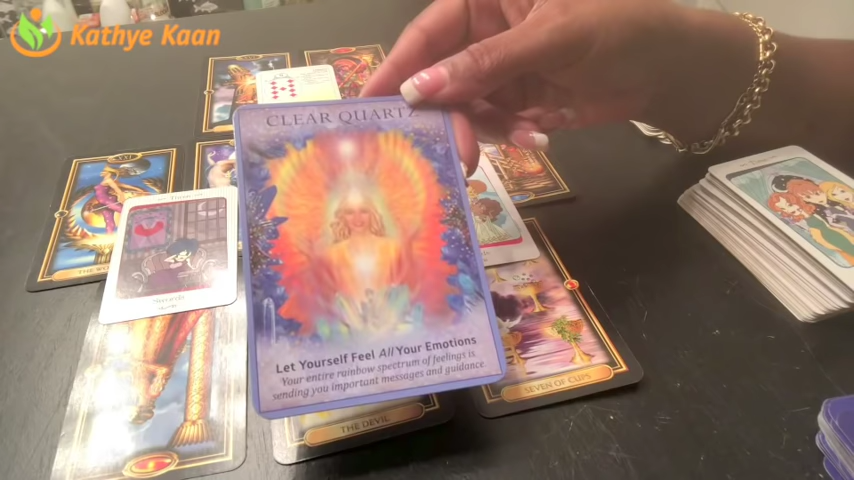 Kathye Kaan
CLEAR QUARTZ
Let Yourself Feel All Your Emotions
Your entire rainbow spectrum of feelings is
sending you important messages and guidance.
THE DEVIL
SEVEN OF CUPS